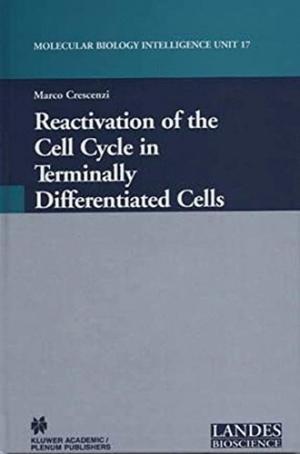 MOLECULAR BIOLOGY INTELLIGENCE UNIT 17
Marco Crescenzi
Reactivation of the
Cell Cycle in
Terminally
Differentiated Cells
KLUWER ACADEMIC /
PLENUM PUBLISHERS
LANDES
BIOSCIENCE